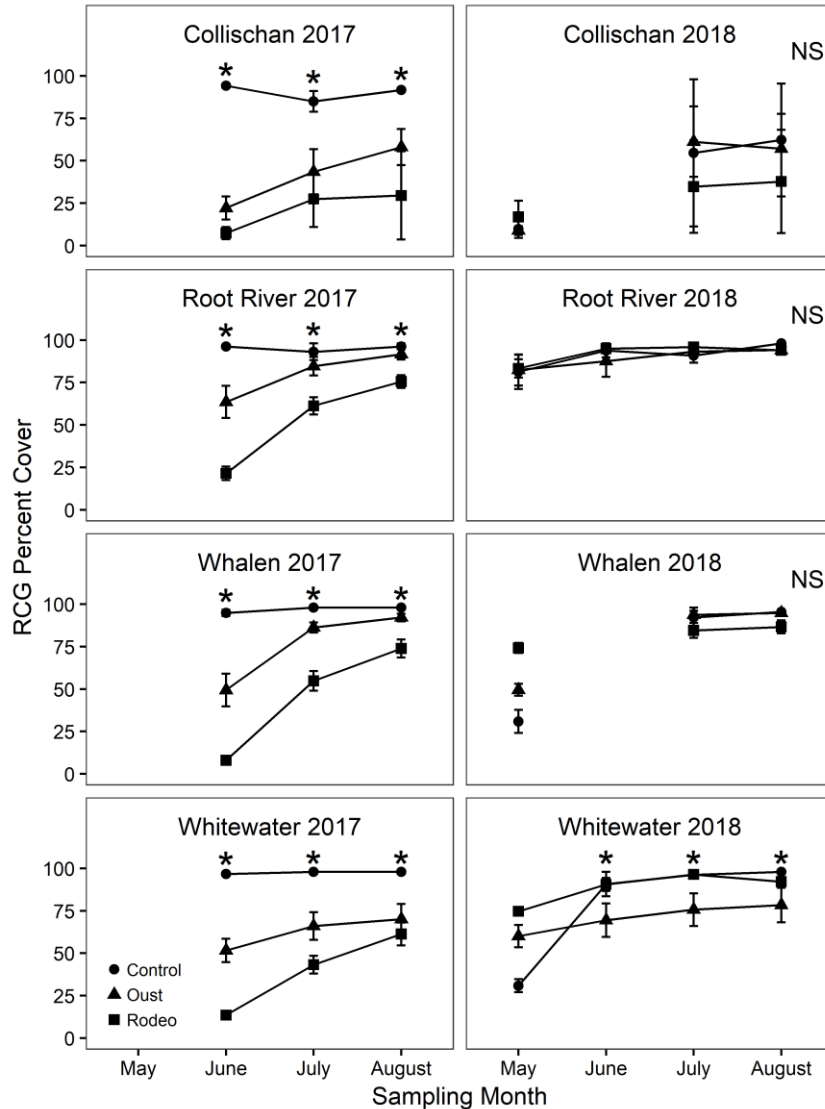 Collischan 2017
Collischan 2018
NS
* * *
100
75
50
25
0
Root River 2017
Root River 2018
NS
* * *
100
75
50
25
0
Whalen 2017
Whalen 2018
NS
* * *
100
75
50
25
0
Whitewater 2017
Whitewater 2018
* * *
* * *
100
75
50
25
0
Control
Oust
Rodeo
RCG Percent Cover
May June July August
May June July August
Sampling Month